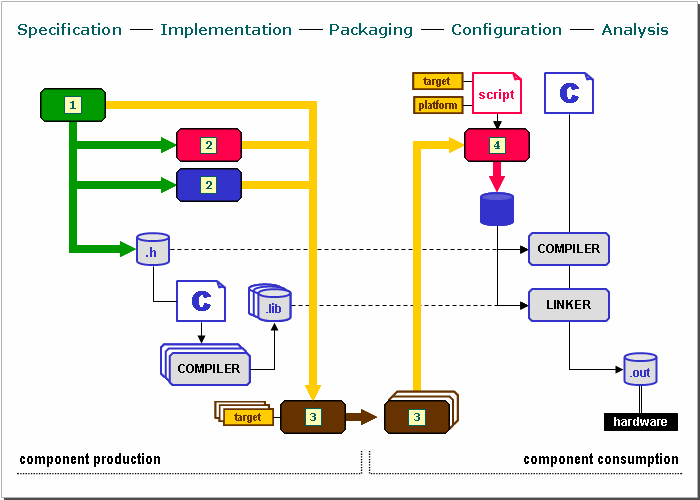 Specification — Implementation — Packaging — Configuration — Analysis
target
platform
script
C
1
2
4
2
.h
COMPILER
C
.lib
LINKER
COMPILER
.out
target
3
3
hardware
component production
component consumption